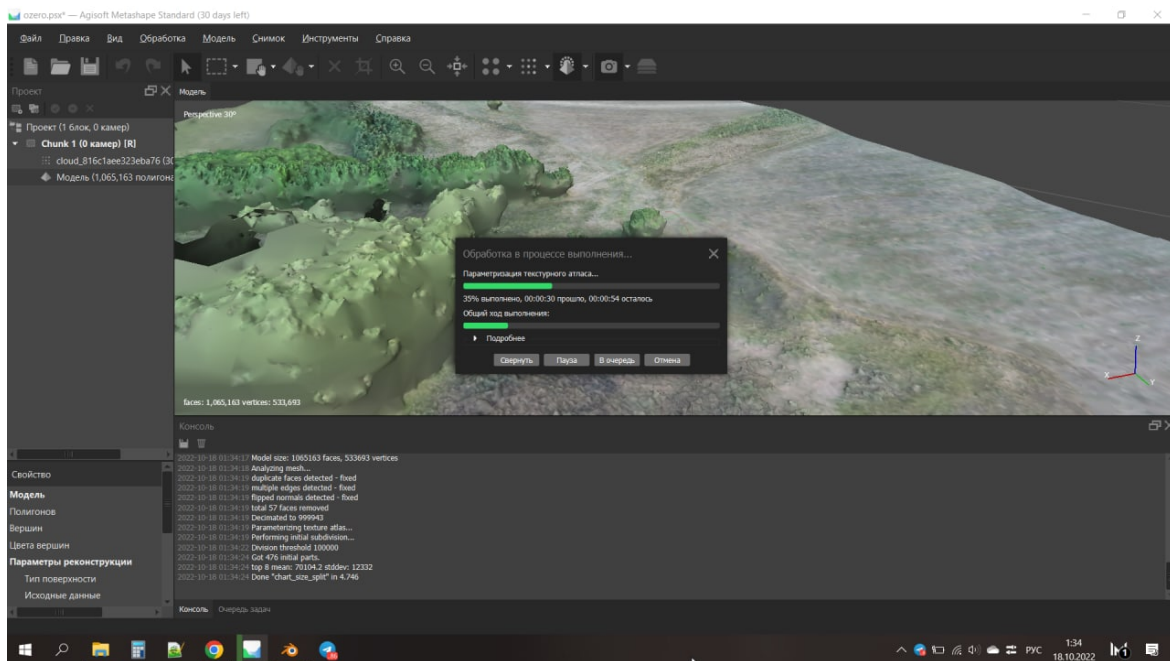 ozero.psx* — Agisoft Metashape Standard (30 days left)
Файл Правка Вид Обработка Модель Снимок Инструменты Справка
Проект
Модель
Perspective 30°
Проект (1 блок, 0 камер)
Chunk 1 (0 камер) [R]
cloud_816c1aee323eba76 (30
Модель (1,065,163 полигона
Обработка в процессе выполнения...
Параметризация текстурного атласа...
35% выполнено, 00:00:30 прошло, 00:00:54 осталось
Общий ход выполнения:
Подробнее
Свернуть Пауза В очередь Отмена
Z
X
Y
faces: 1,065,163 vertices: 533,693
Консоль
2022-10-18 01:34:17 Model size: 1065163 faces, 533693 vertices
2022-10-18 01:34:18 Analyzing mesh...
2022-10-18 01:34:19 duplicate faces detected - fixed
2022-10-18 01:34:19 multiple edges detected - fixed
2022-10-18 01:34:19 flipped normals detected - fixed
2022-10-18 01:34:19 total 57 faces removed
2022-10-18 01:34:19 Decimated to 999943
2022-10-18 01:34:19 Parameterizing texture atlas...
2022-10-18 01:34:19 Performing initial subdivision...
2022-10-18 01:34:22 Division threshold 100000
2022-10-18 01:34:24 Got 476 initial parts.
2022-10-18 01:34:24 top 8 mean: 70104.2 stddev: 12332
2022-10-18 01:34:24 Done "chart_size_split" in 4.746
Свойство
Модель
Полигонов
Вершин
Цвета вершин
Параметры реконструкции
Тип поверхности
Исходные данные
Консоль Очередь задач
РУС
1:34
18.10.2022